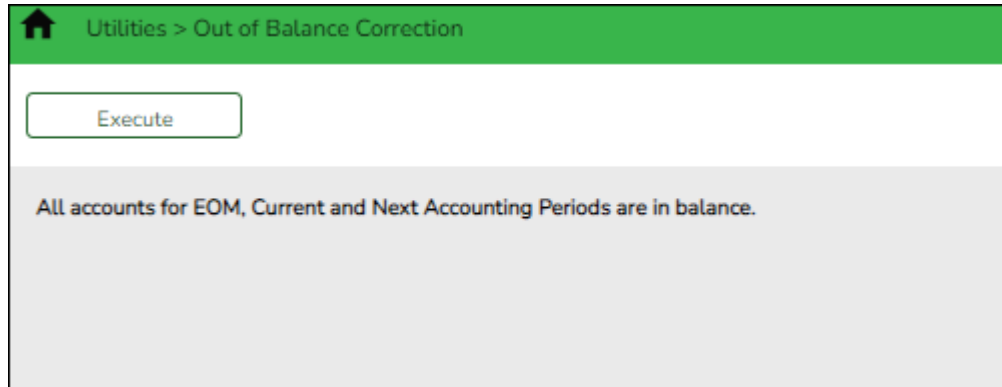 Utilities > Out of Balance Correction
Execute
All accounts for EOM, Current and Next Accounting Periods are in balance.